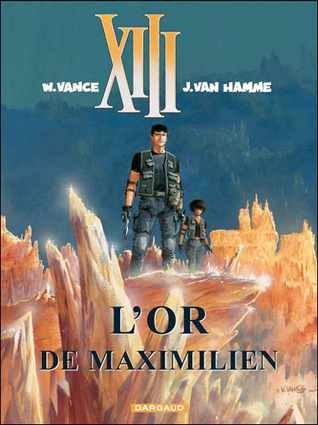 W.VANCE
XIII
J.VAN HAMME
L'OR
DE MAXIMILIEN
W.VANCE
DARGAUD